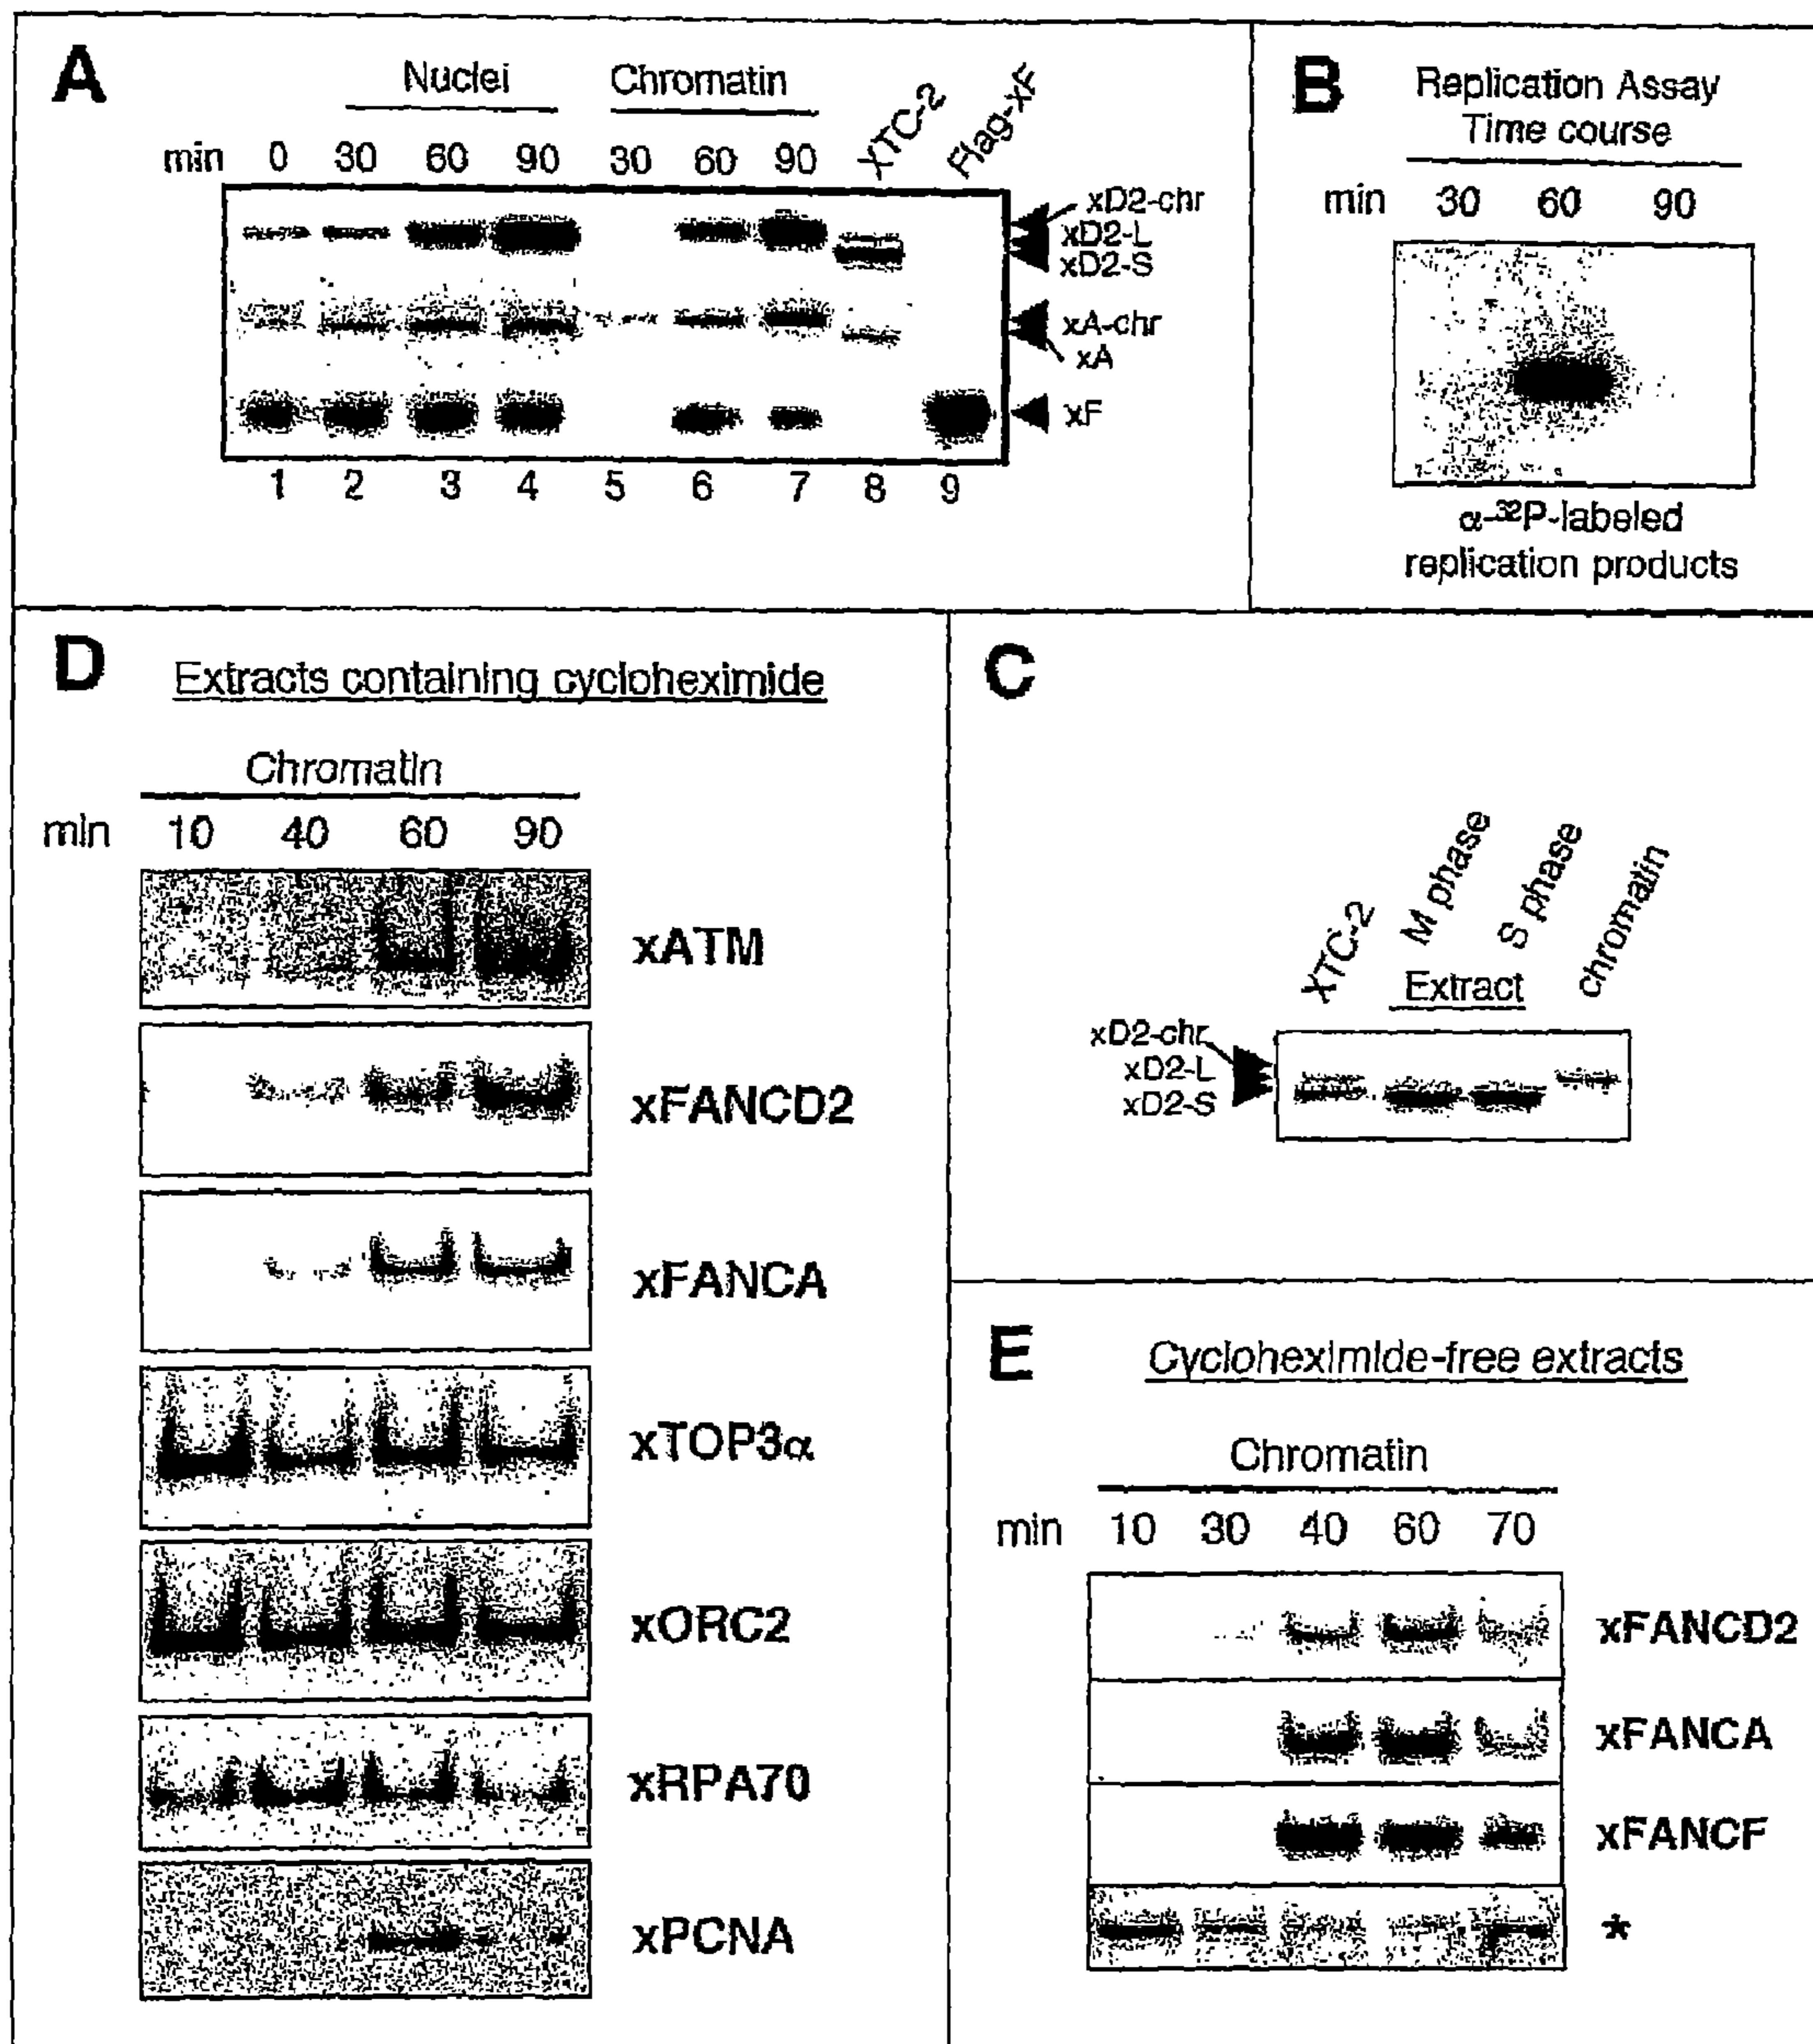 A
Nuclei Chromatin
min 0 30 60 90 30 60 90 XTC-2 Flag-xF
xD2-chr
xD2-L
xD2-S
xA-chr
xA
xF
1 2 3 4 5 6 7 8 9
B
Replication Assay
Time course
min 30 60 90
α-³²P-labeled
replication products
D
Extracts containing cycloheximide
Chromatin
min 10 40 60 90
xATM
xFANCD2
xFANCA
xTOP3α
xORC2
xRPA70
xPCNA
C
XTC-2 M phase S phase chromatin
Extract
xD2-chr
xD2-L
xD2-S
E
Cycloheximide-free extracts
Chromatin
min 10 30 40 60 70
xFANCD2
xFANCA
xFANCF
*